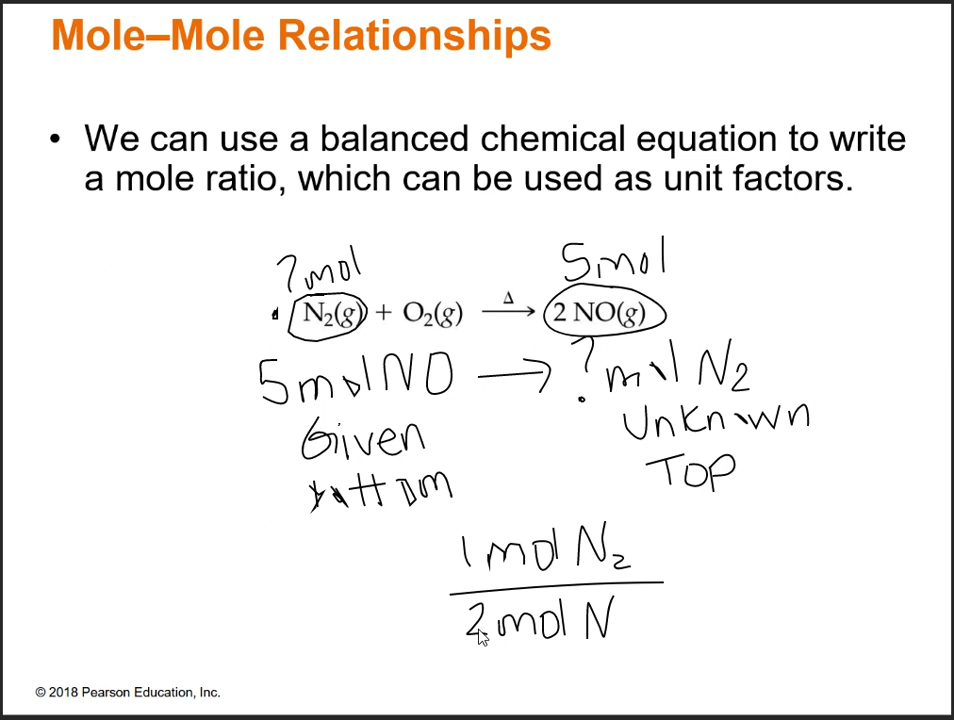 Mole–Mole Relationships
• We can use a balanced chemical equation to write
a mole ratio, which can be used as unit factors.
? mol 5 mol
N₂(g) + O₂(g) —Δ→ 2 NO(g)
5 mol NO → ? mol N₂
Given Unknown
bottom TOP
1 mol N₂
2 mol N
© 2018 Pearson Education, Inc.